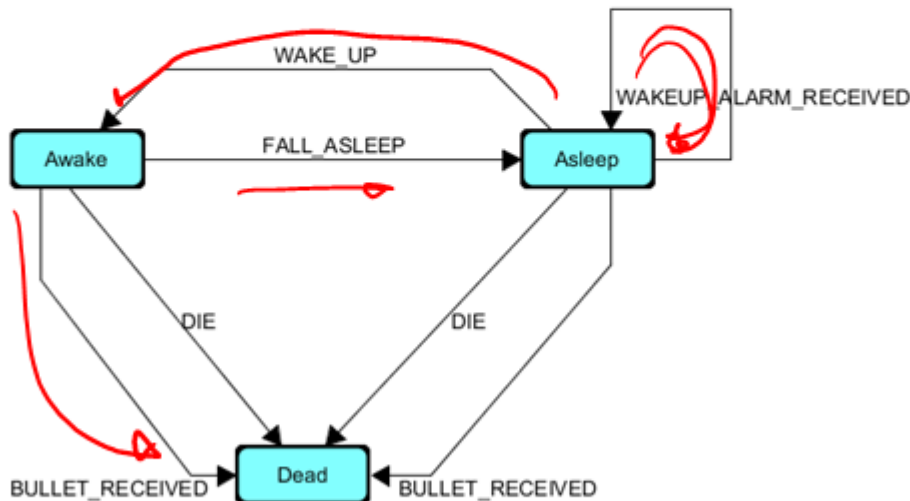 WAKE_UP
WAKEUP_ALARM_RECEIVED
Awake
FALL_ASLEEP
Asleep
DIE
DIE
Dead
BULLET_RECEIVED
BULLET_RECEIVED